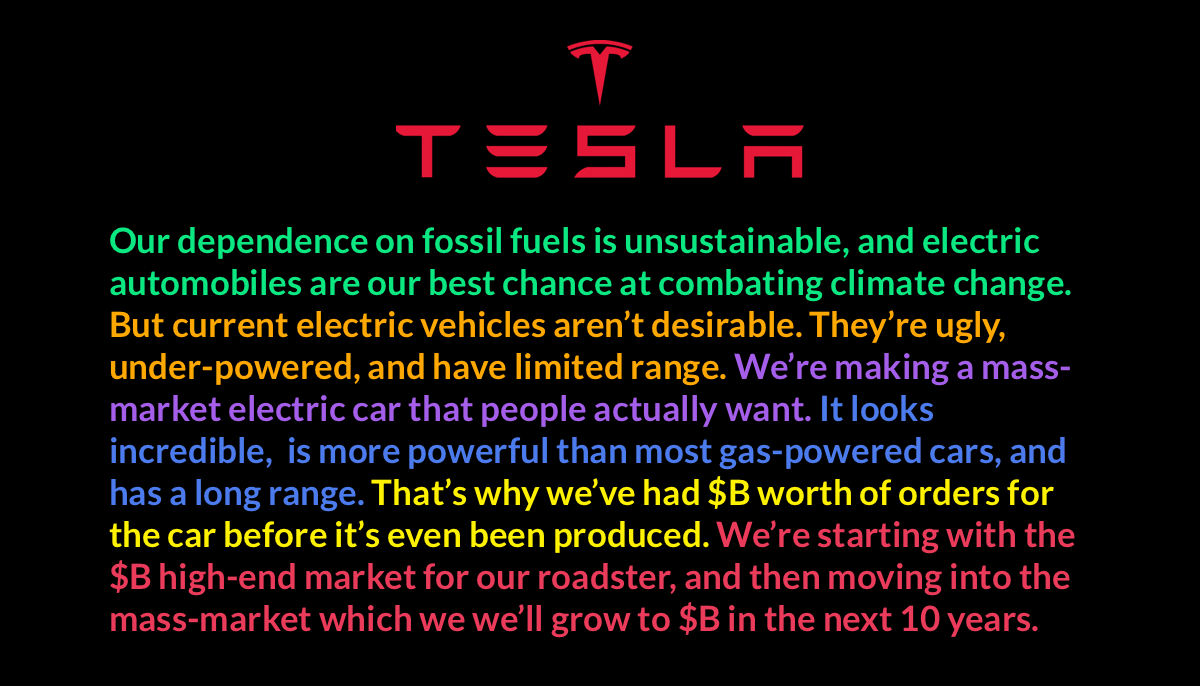 TESLA
Our dependence on fossil fuels is unsustainable, and electric
automobiles are our best chance at combating climate change.
But current electric vehicles aren’t desirable. They’re ugly,
under-powered, and have limited range. We’re making a mass-
market electric car that people actually want. It looks
incredible,  is more powerful than most gas-powered cars, and
has a long range. That’s why we’ve had $B worth of orders for
the car before it’s even been produced. We’re starting with the
$B high-end market for our roadster, and then moving into the
mass-market which we we’ll grow to $B in the next 10 years.